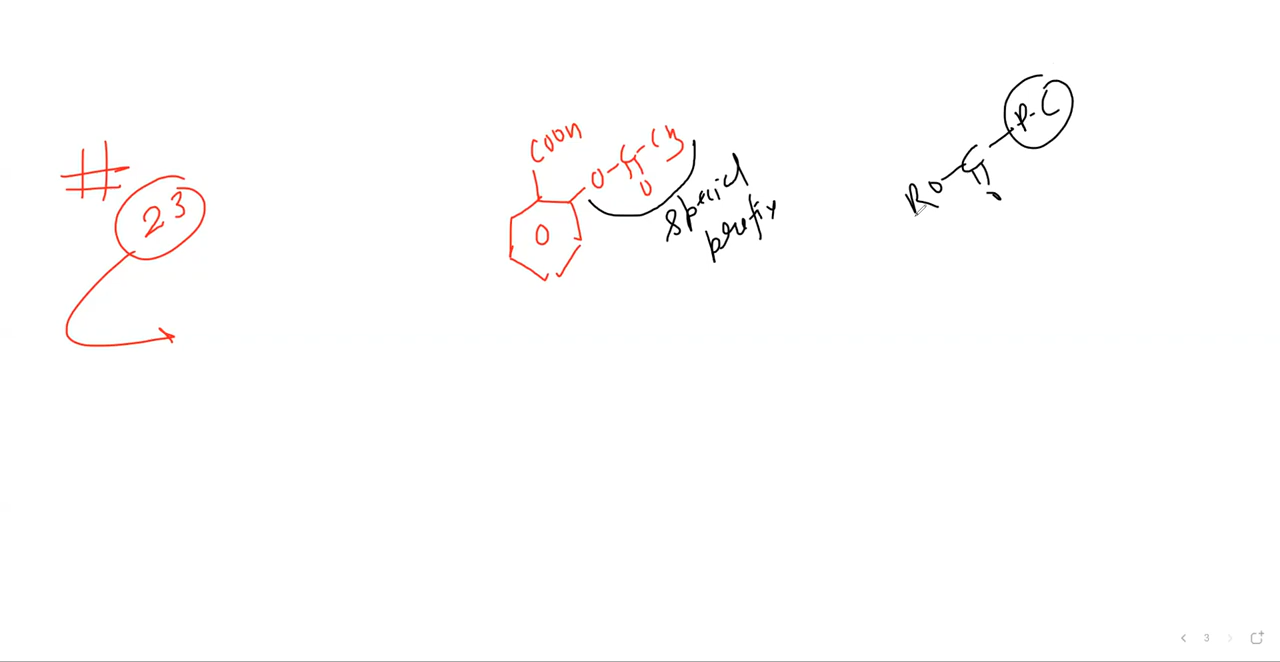 #
23
COOH
O-C-CH3
O
O
special
prefix
P-C
RO-C
O
3